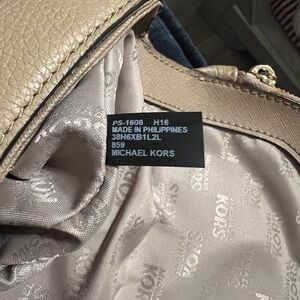 PS-1608 H16
MADE IN PHILIPPINES
38H6XB1L2L
859
MICHAEL KORS